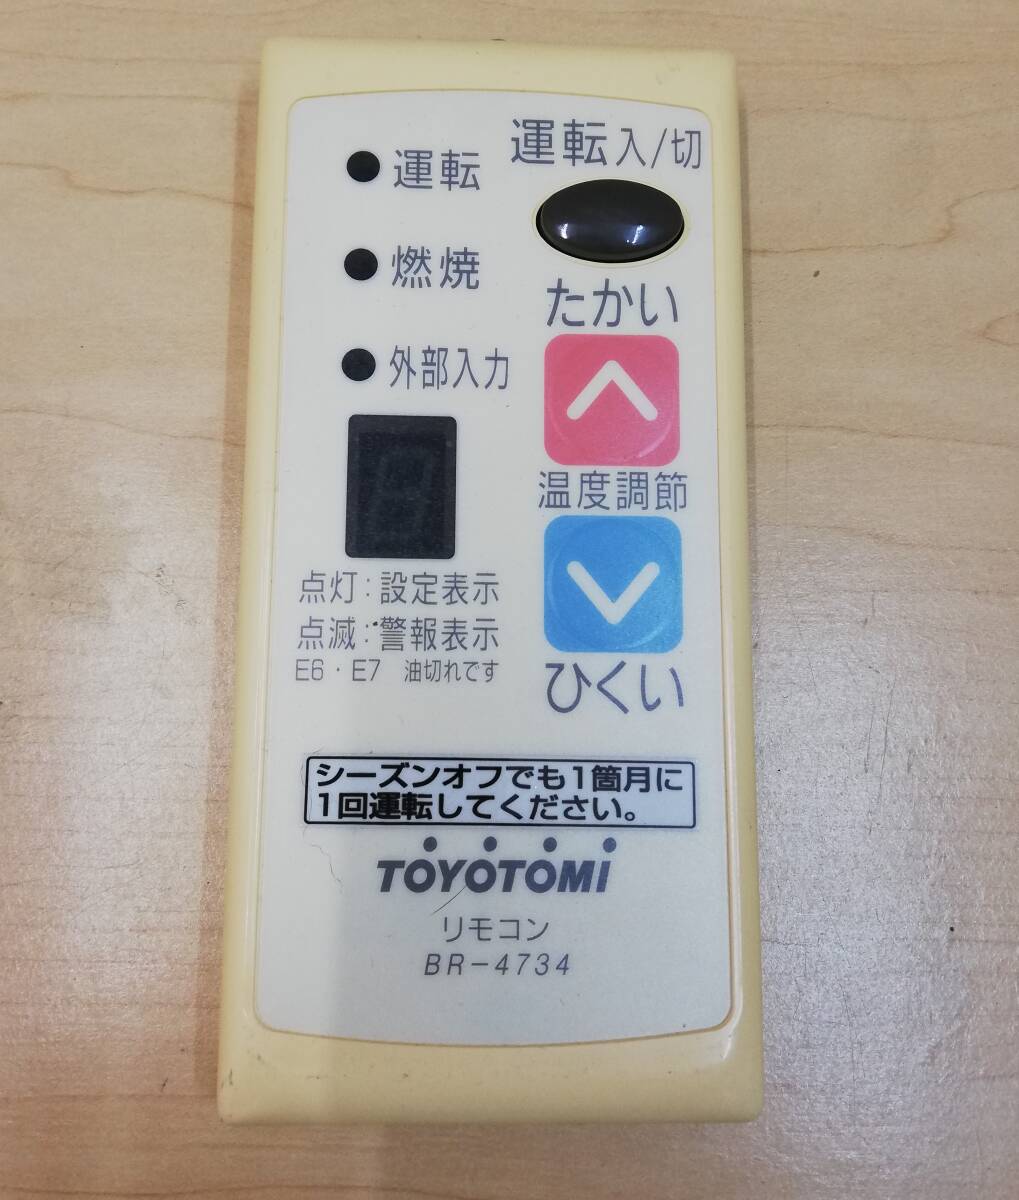 運転
燃焼
外部入力
点灯：設定表示
点滅：警報表示
E6・E7 油切れです
運転入/切
たかい
温度調節
ひくい
シーズンオフでも1箇月に
1回運転してください。
TOYOTOMI
リモコン
BR-4734